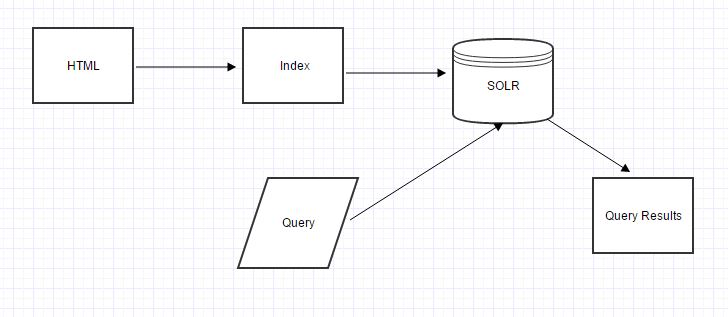 HTML
Index
SOLR
Query
Query Results